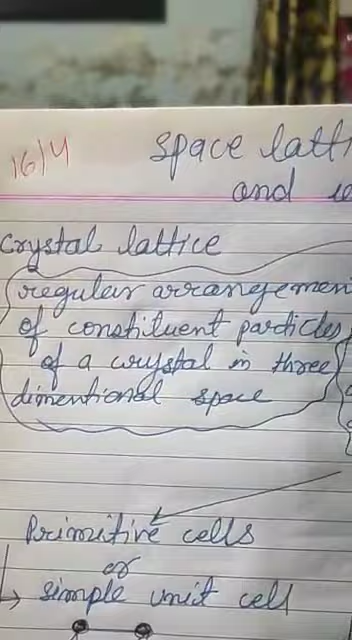 16/4
space latt
and
Crystal lattice
regular arrangemen
of constituent particles
of a crystal in three
dimentional space
Primitive cells
or
simple unit cell